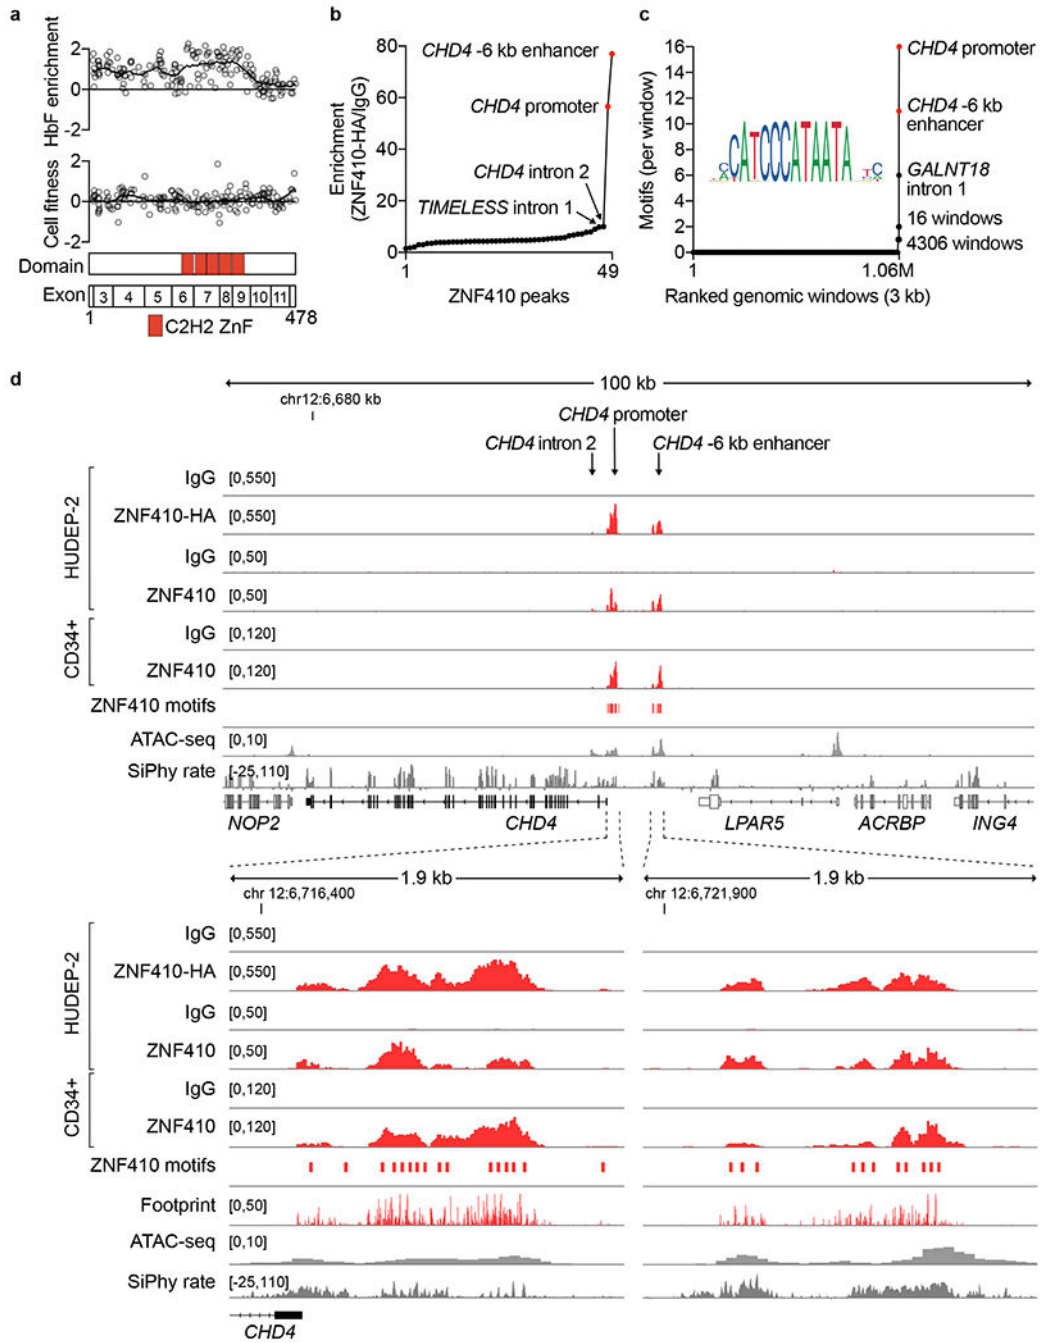 a
HbF enrichment
2
0
-2
Cell fitness
2
0
-2
Domain
Exon
3 4 5 6 7 8 9 10 11
1 478
C2H2 ZnF
b
Enrichment
(ZNF410-HA/IgG)
80
60
40
20
0
CHD4 -6 kb enhancer
CHD4 promoter
CHD4 intron 2
TIMELESS intron 1
1 49
ZNF410 peaks
c
Motifs (per window)
16
14
12
10
8
6
4
2
0
CHD4 promoter
CHD4 -6 kb
enhancer
GALNT18
intron 1
16 windows
4306 windows
CCATCCCATAATA
1 1.06M
Ranked genomic windows (3 kb)
d
100 kb
chr12:6,680 kb
CHD4 promoter
CHD4 intron 2
CHD4 -6 kb enhancer
HUDEP-2
IgG [0,550]
ZNF410-HA [0,550]
IgG [0,50]
ZNF410 [0,50]
CD34+
IgG [0,120]
ZNF410 [0,120]
ZNF410 motifs
ATAC-seq [0,10]
SiPhy rate [-25,110]
NOP2 CHD4 LPAR5 ACRBP ING4
1.9 kb 1.9 kb
chr 12:6,716,400 chr 12:6,721,900
HUDEP-2
IgG [0,550]
ZNF410-HA [0,550]
IgG [0,50]
ZNF410 [0,50]
CD34+
IgG [0,120]
ZNF410 [0,120]
ZNF410 motifs
Footprint [0,50]
ATAC-seq [0,10]
SiPhy rate [-25,110]
CHD4